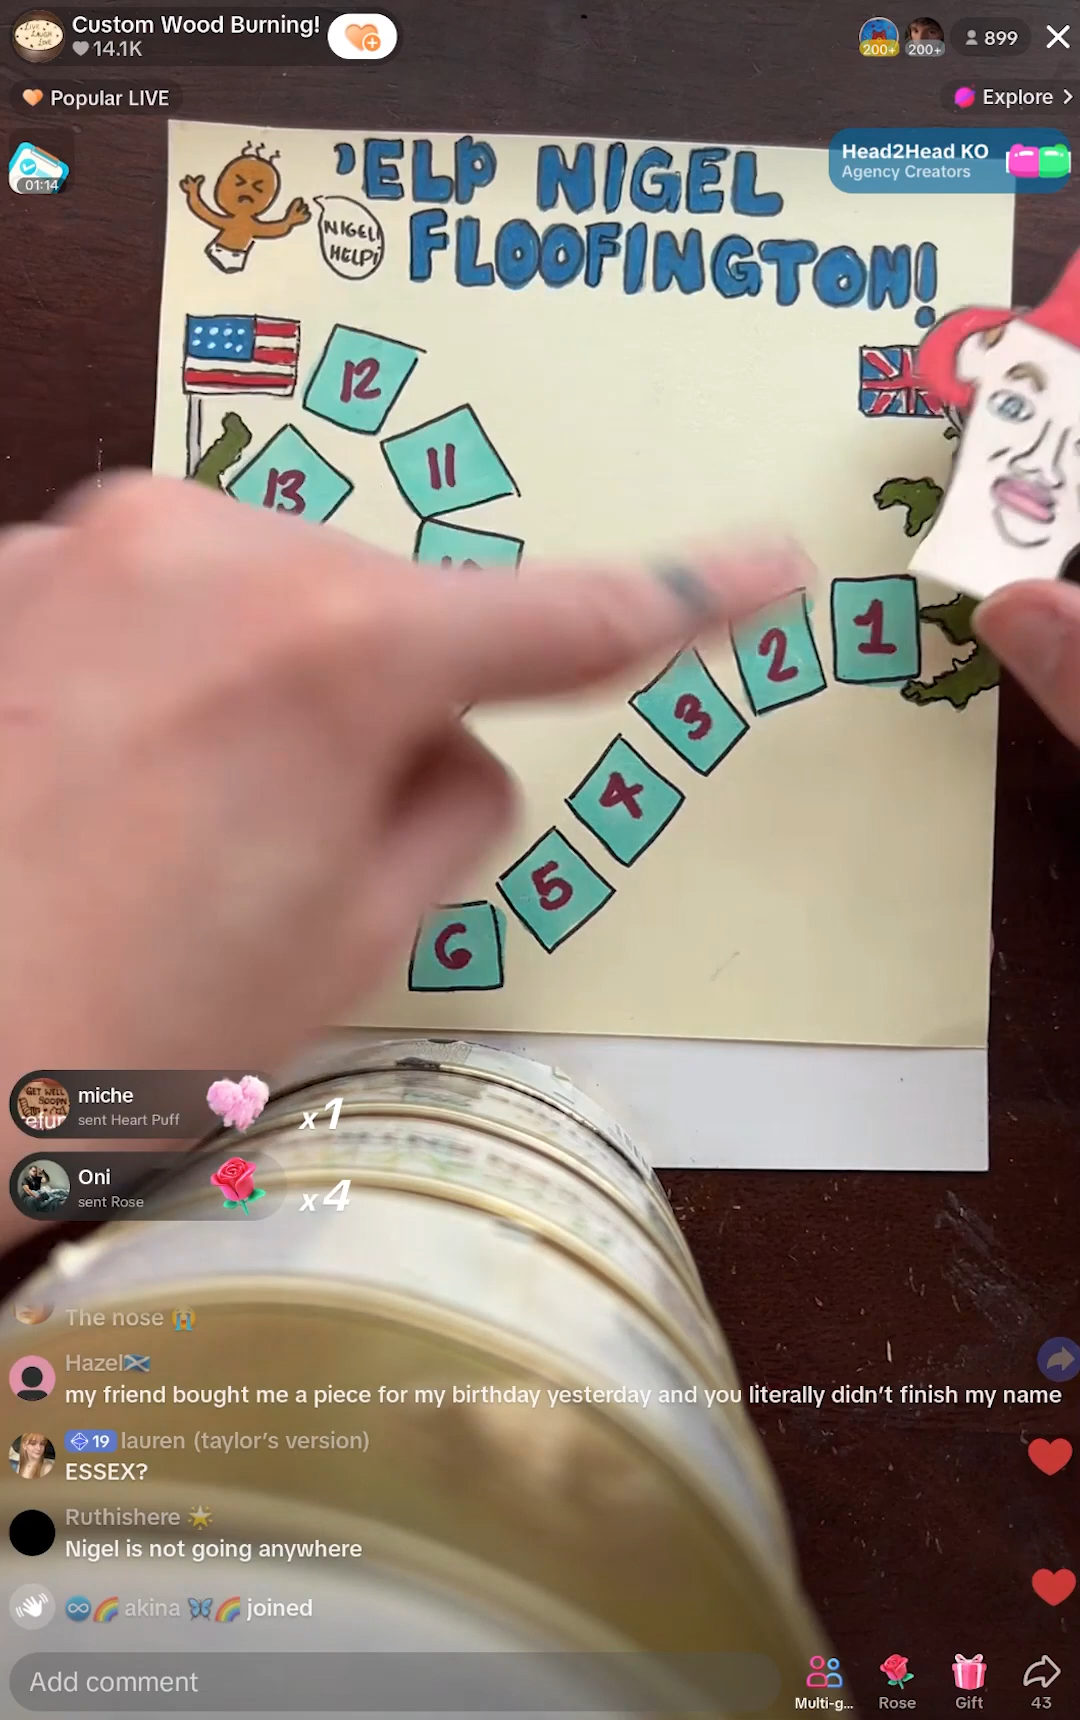 Custom Wood Burning!
14.1K
200+
200+
899
Popular LIVE
Explore
01:14
Head2Head KO
Agency Creators
'ELP NIGEL
FLOOFINGTON!
NIGEL!
HELP!
12
11
13
1
2
3
4
5
6
miche
sent Heart Puff
x1
Oni
sent Rose
x4
The nose 😭
Hazel🏴󠁧󠁢󠁳󠁣󠁴󠁿
my friend bought me a piece for my birthday yesterday and you literally didn't finish my name
19 lauren (taylor's version)
ESSEX?
Ruthishere 🌟
Nigel is not going anywhere
♾️🌈 akina 🦋🌈 joined
Add comment
Multi-g...
Rose
Gift
43